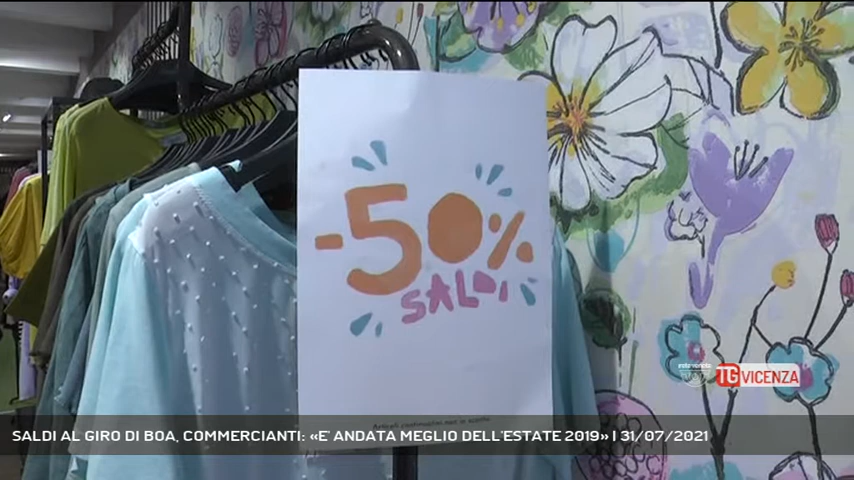 -50%
SALDI
TG VICENZA
SALDI AL GIRO DI BOA, COMMERCIANTI: «E' ANDATA MEGLIO DELL'ESTATE 2019» | 31/07/2021